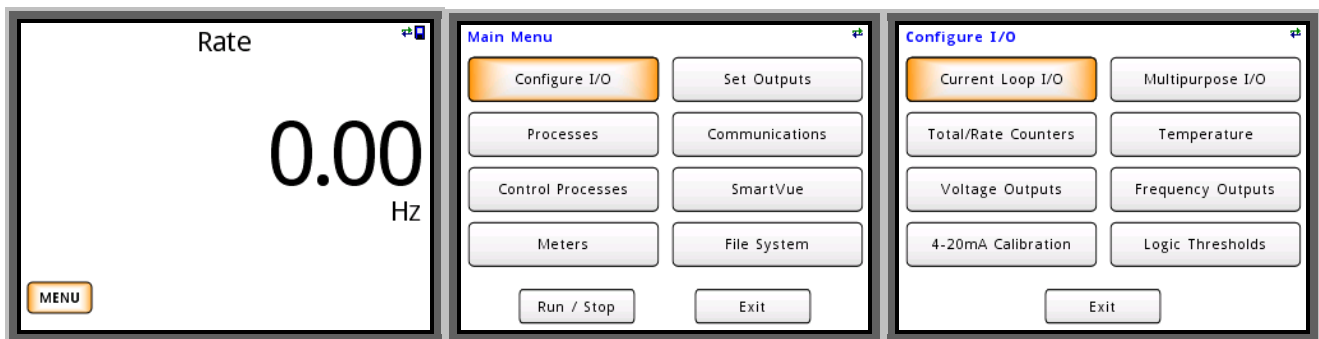 Rate
0.00
Hz
MENU
Main Menu
Configure I/O
Set Outputs
Processes
Communications
Control Processes
SmartVue
Meters
File System
Run / Stop
Exit
Configure I/O
Current Loop I/O
Multipurpose I/O
Total/Rate Counters
Temperature
Voltage Outputs
Frequency Outputs
4-20mA Calibration
Logic Thresholds
Exit